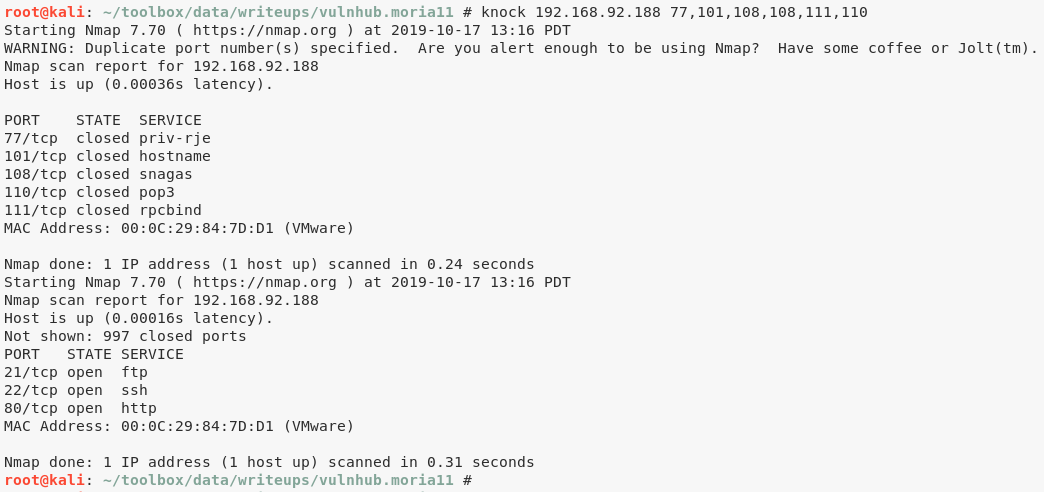 root@kali: ~/toolbox/data/writeups/vulnhub.moria11 # knock 192.168.92.188 77,101,108,108,111,110
Starting Nmap 7.70 ( https://nmap.org ) at 2019-10-17 13:16 PDT
WARNING: Duplicate port number(s) specified.  Are you alert enough to be using Nmap?  Have some coffee or Jolt(tm).
Nmap scan report for 192.168.92.188
Host is up (0.00036s latency).

PORT    STATE  SERVICE
77/tcp  closed priv-rje
101/tcp closed hostname
108/tcp closed snagas
110/tcp closed pop3
111/tcp closed rpcbind
MAC Address: 00:0C:29:84:7D:D1 (VMware)

Nmap done: 1 IP address (1 host up) scanned in 0.24 seconds
Starting Nmap 7.70 ( https://nmap.org ) at 2019-10-17 13:16 PDT
Nmap scan report for 192.168.92.188
Host is up (0.00016s latency).
Not shown: 997 closed ports
PORT   STATE SERVICE
21/tcp open  ftp
22/tcp open  ssh
80/tcp open  http
MAC Address: 00:0C:29:84:7D:D1 (VMware)

Nmap done: 1 IP address (1 host up) scanned in 0.31 seconds
root@kali: ~/toolbox/data/writeups/vulnhub.moria11 #